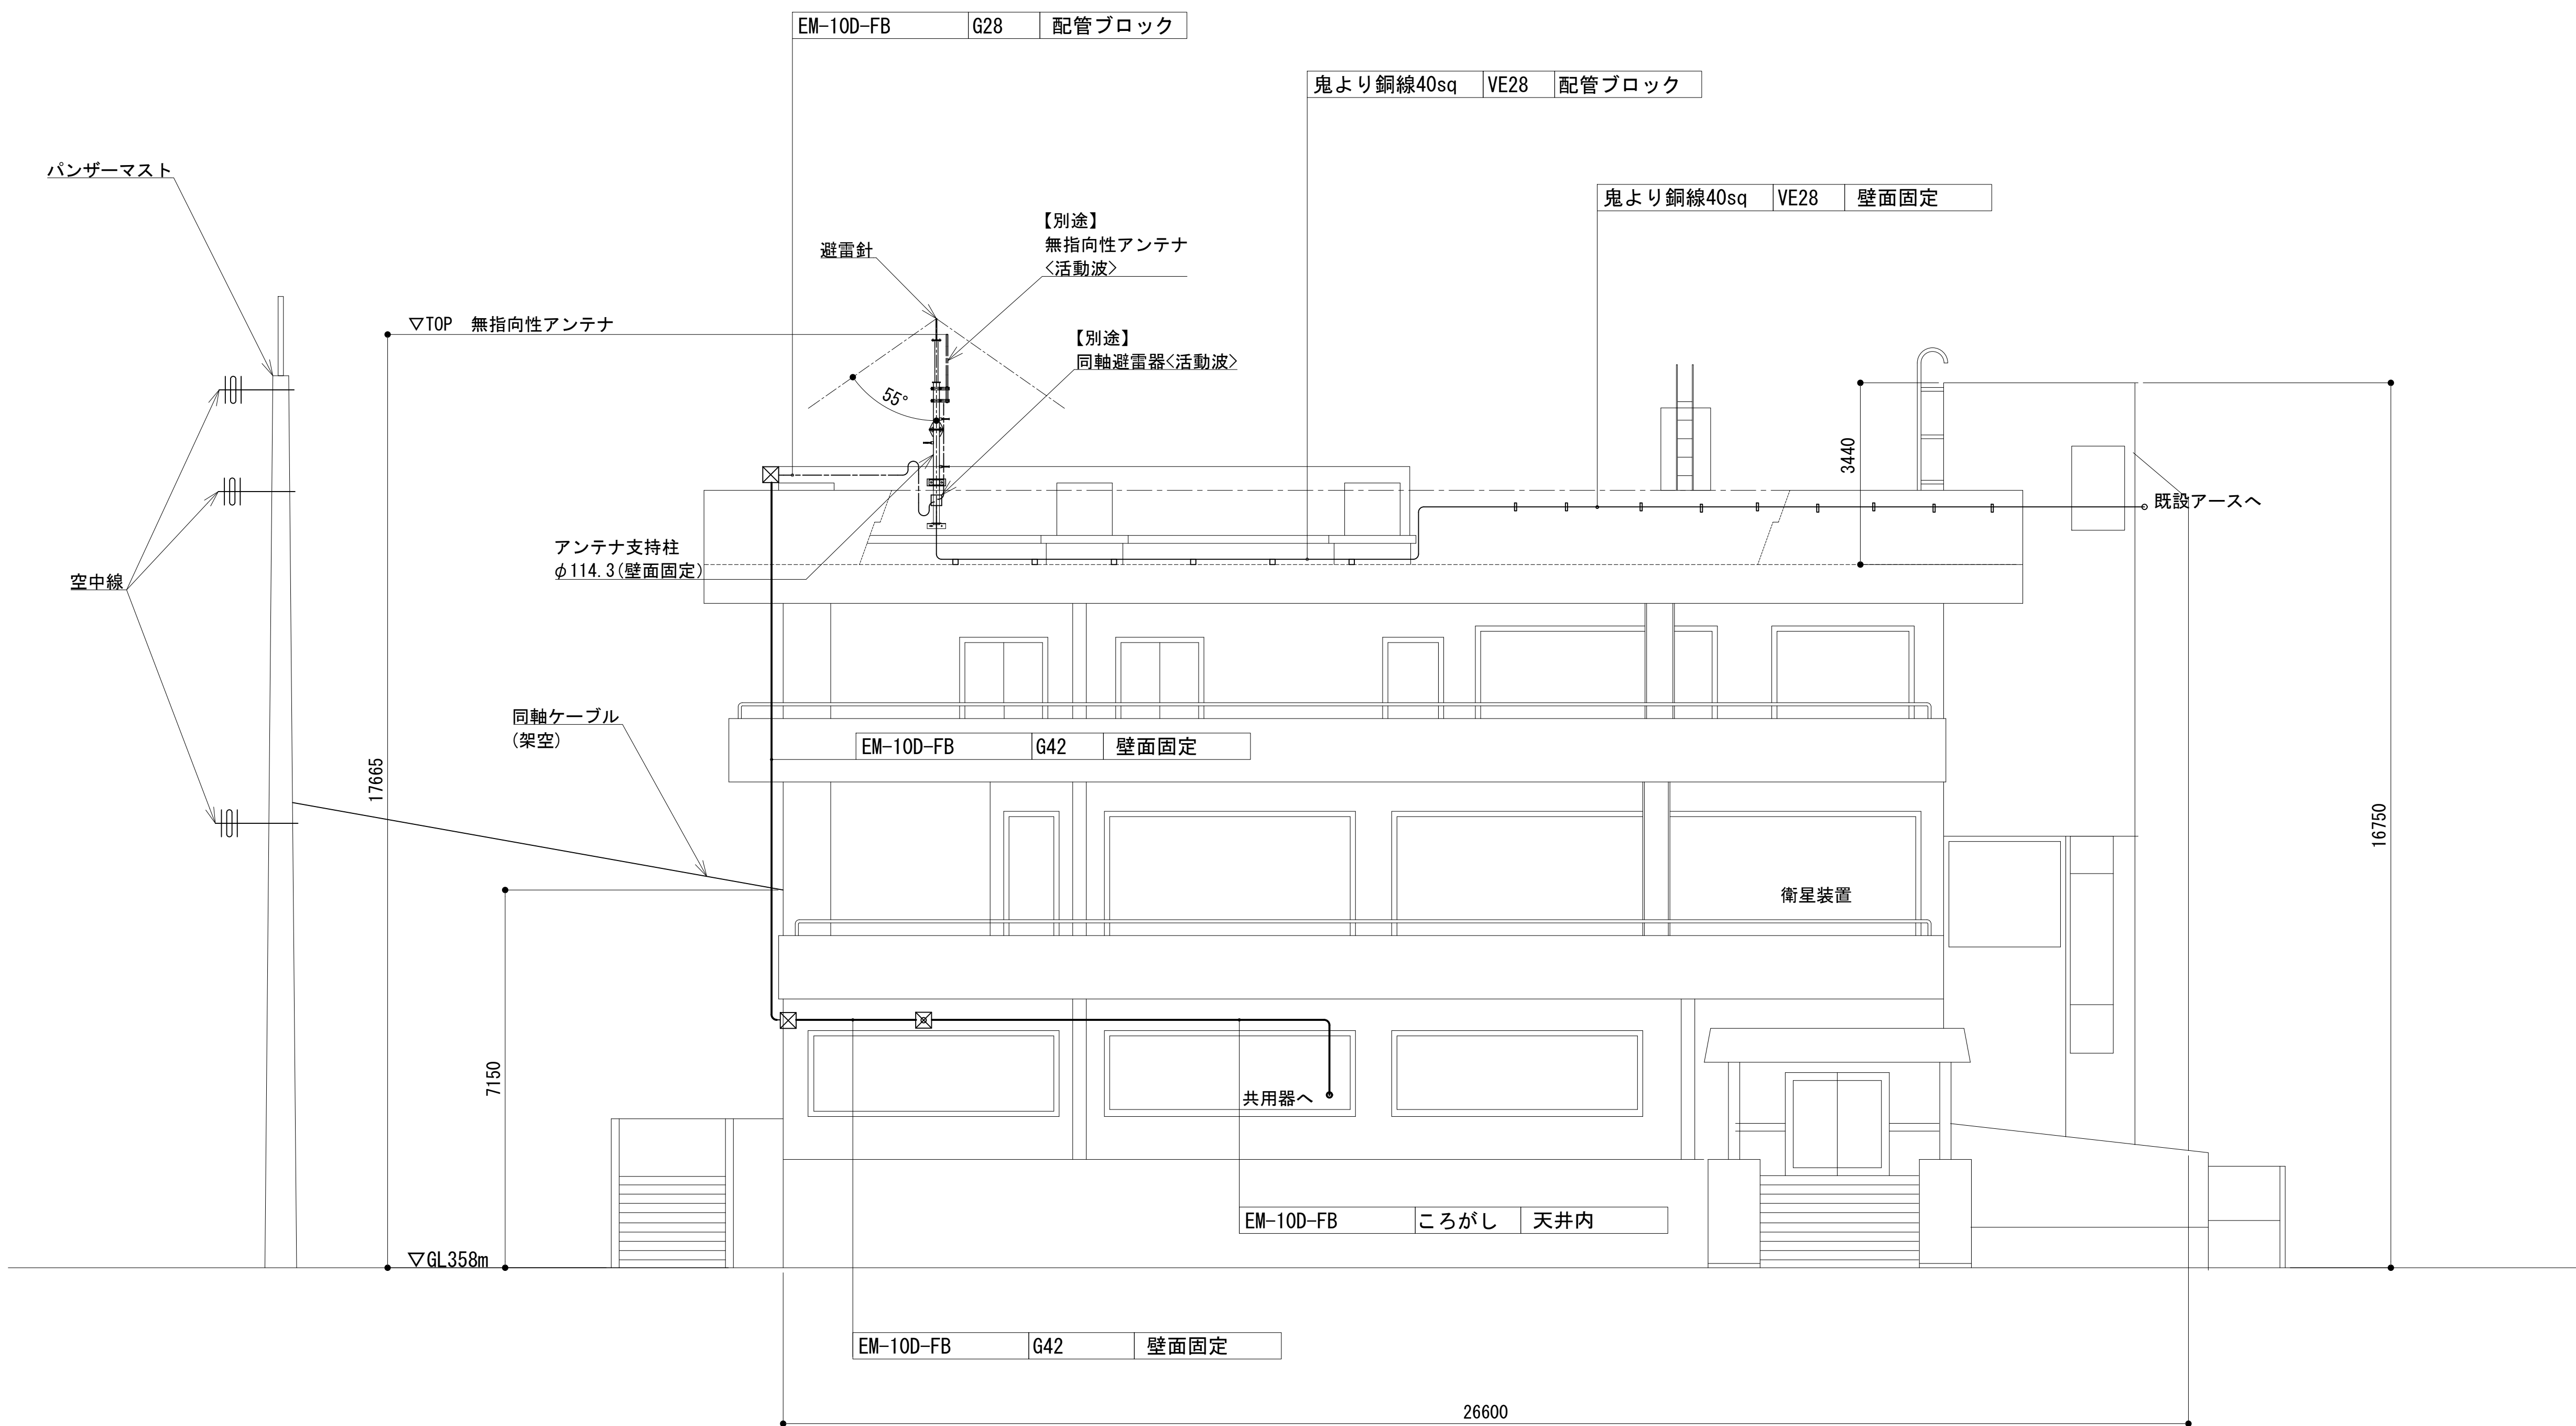 EM-10D-FB G28 配管ブロック
鬼より銅線40sq VE28 配管ブロック
パンザーマスト
鬼より銅線40sq VE28 壁面固定
【別途】
無指向性アンテナ
<活動波>
避雷針
▽TOP 無指向性アンテナ
【別途】
同軸避雷器<活動波>
55°
3440
既設アースへ
アンテナ支持柱
φ114.3(壁面固定)
空中線
同軸ケーブル
(架空)
EM-10D-FB G42 壁面固定
17665
16750
衛星装置
7150
共用器へ
EM-10D-FB ころがし 天井内
▽GL358m
EM-10D-FB G42 壁面固定
26600